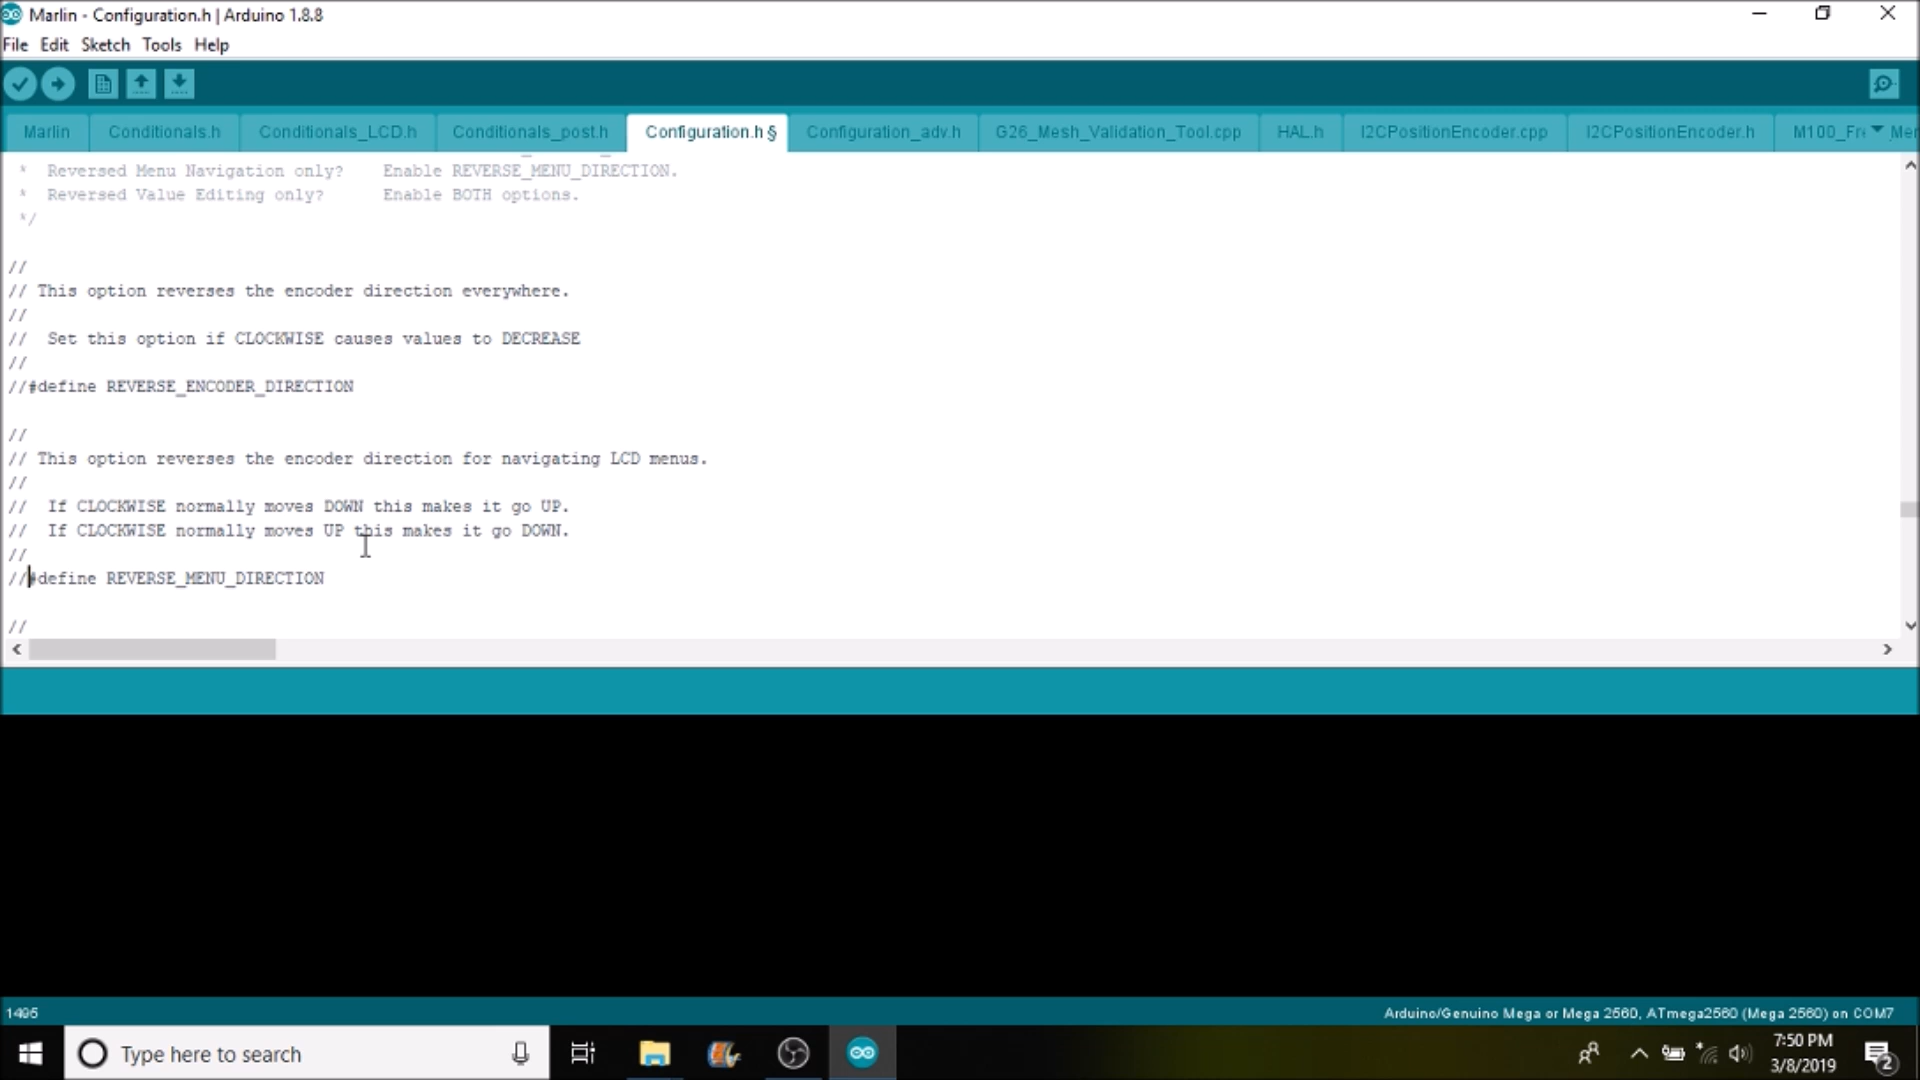 Marlin - Configuration.h | Arduino 1.8.8
File Edit Sketch Tools Help
Marlin Conditionals.h Conditionals_LCD.h Conditionals_post.h Configuration.h § Configuration_adv.h G26_Mesh_Validation_Tool.cpp HAL.h I2CPositionEncoder.cpp I2CPositionEncoder.h M100_Fre Mer
* Reversed Menu Navigation only? Enable REVERSE_MENU_DIRECTION.
* Reversed Value Editing only? Enable BOTH options.
*/
//
// This option reverses the encoder direction everywhere.
//
// Set this option if CLOCKWISE causes values to DECREASE
//
//#define REVERSE_ENCODER_DIRECTION
//
// This option reverses the encoder direction for navigating LCD menus.
//
// If CLOCKWISE normally moves DOWN this makes it go UP.
// If CLOCKWISE normally moves UP this makes it go DOWN.
//
//#define REVERSE_MENU_DIRECTION
//
1495 Arduino/Genuino Mega or Mega 2560, ATmega2560 (Mega 2560) on COM7
Type here to search
7:50 PM
3/8/2019
2